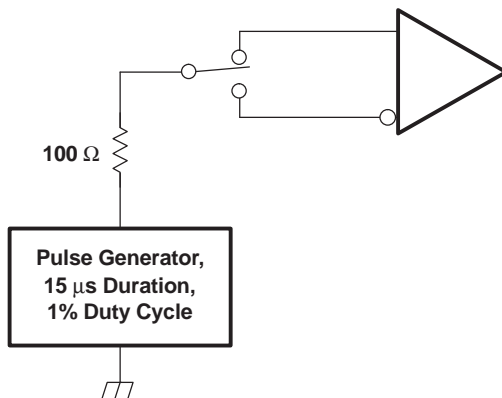 100 Ω
Pulse Generator,
15 μs Duration,
1% Duty Cycle